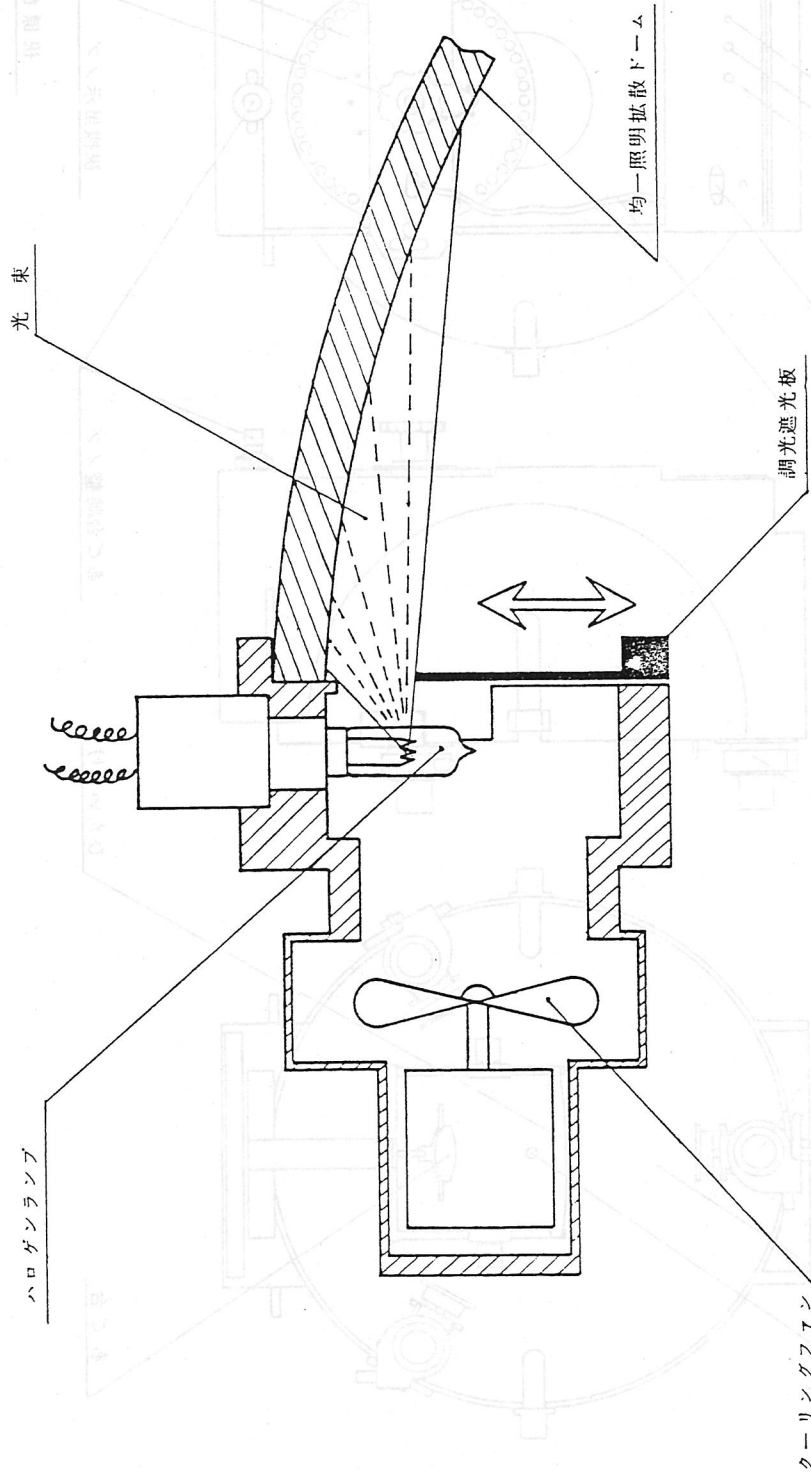 光束
均一照明拡散ドーム
ハロゲンランプ
調光遮光板
クーリングファン